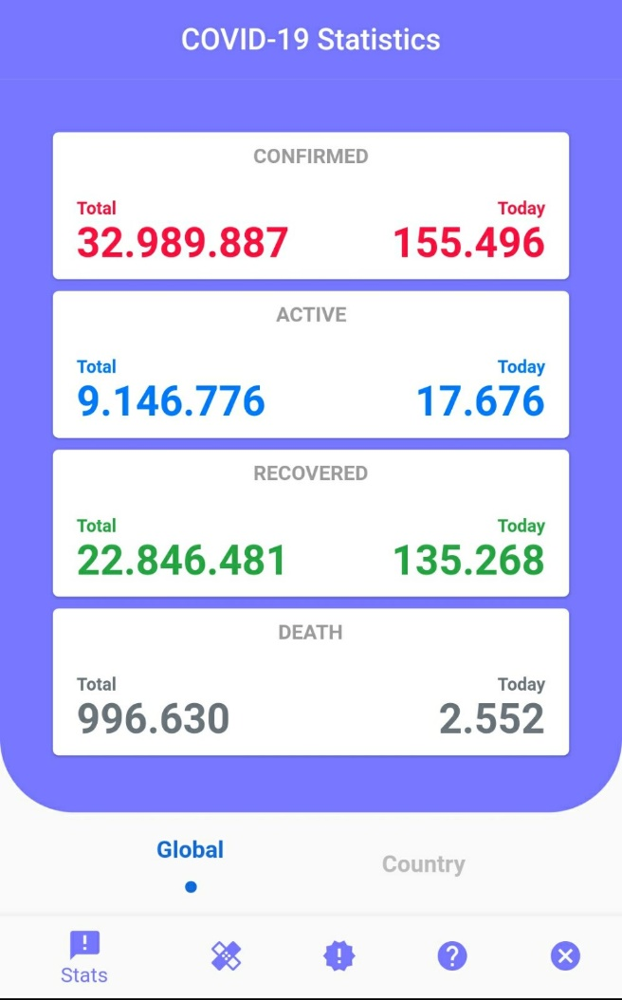 COVID-19 Statistics
CONFIRMED
Total Today
32.989.887 155.496
ACTIVE
Total Today
9.146.776 17.676
RECOVERED
Total Today
22.846.481 135.268
DEATH
Total Today
996.630 2.552
Global Country
Stats